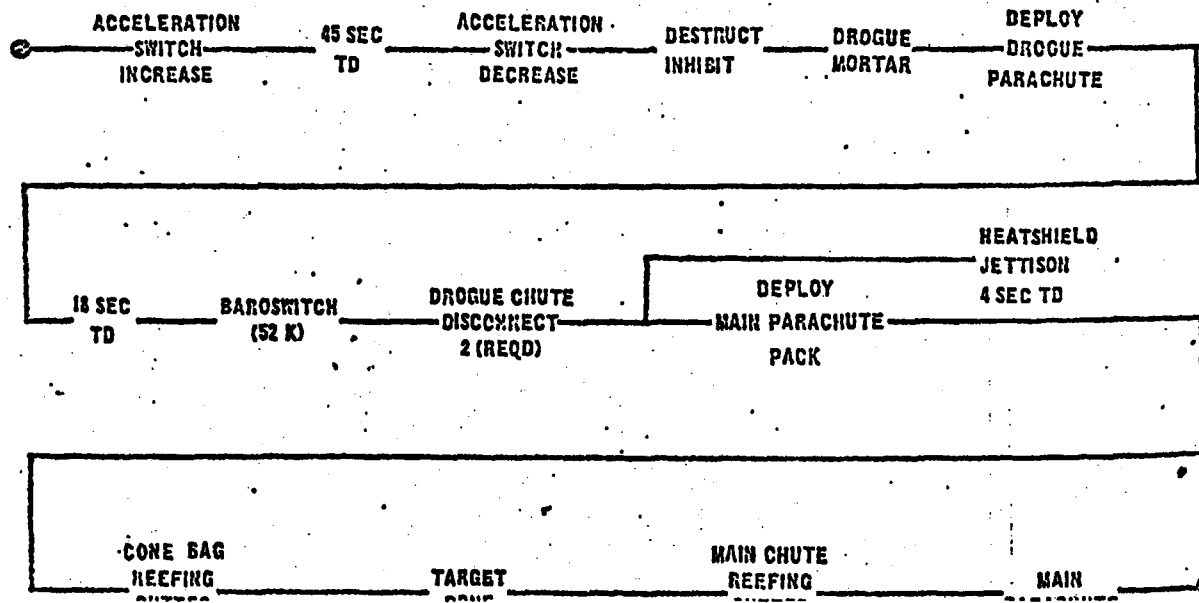 ACCELERATION
SWITCH
INCREASE
45 SEC
TD
ACCELERATION
SWITCH
DECREASE
DESTRUCT
INHIBIT
DROGUE
MORTAR
DEPLOY
DROGUE
PARACHUTE
18 SEC
TD
BAROSWITCH
(52 K)
DROGUE CHUTE
DISCONNECT
2 (REQD)
HEATSHIELD
JETTISON
4 SEC TD
DEPLOY
MAIN PARACHUTE
PACK
CONE BAG
REEFING
TARGET
MAIN CHUTE
REEFING
MAIN